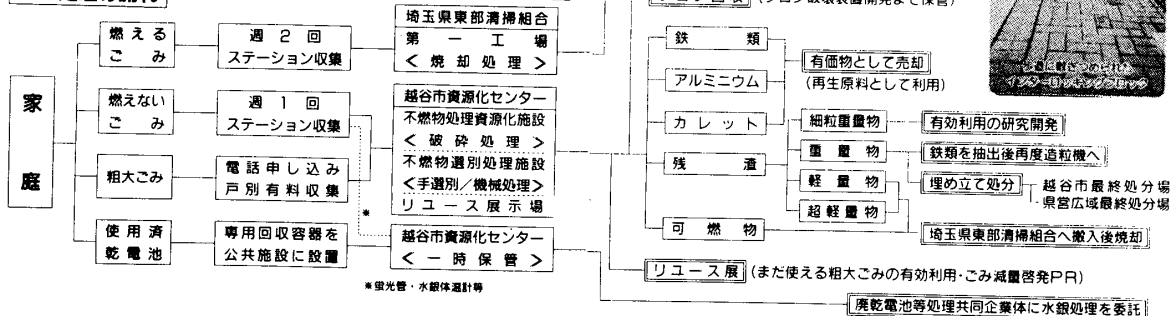 家庭
燃える
ごみ
週2回
ステーション収集
埼玉県東部清掃組合
第一工場
<焼却処理>
燃えない
ごみ
週1回
ステーション収集
粗大ごみ
電話申し込み
戸別有料収集
越谷市資源化センター
不燃物処理資源化施設
<破砕処理>
不燃物選別処理施設
<手選別/機械処理>
リユース展示場
使用済
乾電池
専用回収容器を
公共施設に設置
*
越谷市資源化センター
<一時保管>
*蛍光管・水銀体温計等
(フロン破壊装置開発まで保管)
鉄類
アルミニウム
カレット
有価物として売却
(再生原料として利用)
残渣
細粒重量物
有効利用の研究開発
重量物
鉄類を抽出後再度造粒機へ
軽量物
埋め立て処分
越谷市最終処分場
・県営広域最終処分場
超軽量物
可燃物
埼玉県東部清掃組合へ搬入後焼却
リユース展(まだ使える粗大ごみの有効利用・ごみ減量啓発PR)
廃乾電池等処理共同企業体に水銀処理を委託
インターロッキングブロック